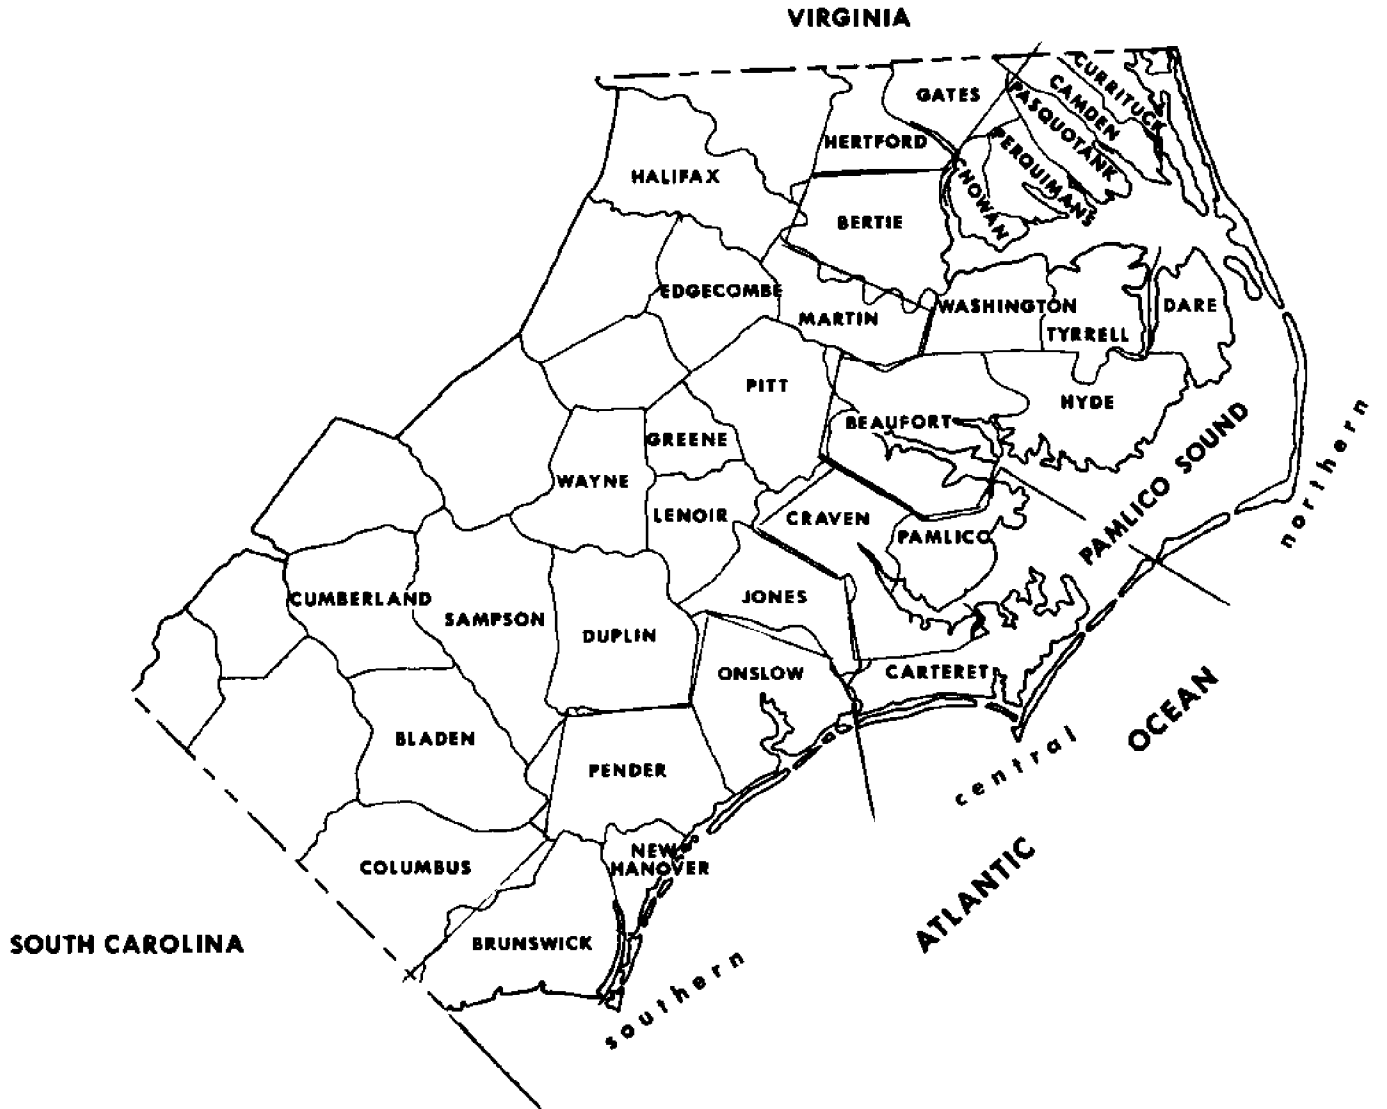 VIRGINIA
CURRITUCK
CAMDEN
PASQUOTANK
GATES
PERQUIMANS
HERTFORD
CHOWAN
HALIFAX
BERTIE
EDGECOMBE
MARTIN
WASHINGTON
TYRRELL
DARE
PITT
HYDE
BEAUFORT
GREENE
WAYNE
LENOIR
CRAVEN
PAMLICO
PAMLICO SOUND
northern
CUMBERLAND
SAMPSON
DUPLIN
JONES
ONSLOW
CARTERET
BLADEN
PENDER
central
OCEAN
ATLANTIC
COLUMBUS
NEW
HANOVER
BRUNSWICK
SOUTH CAROLINA
southern